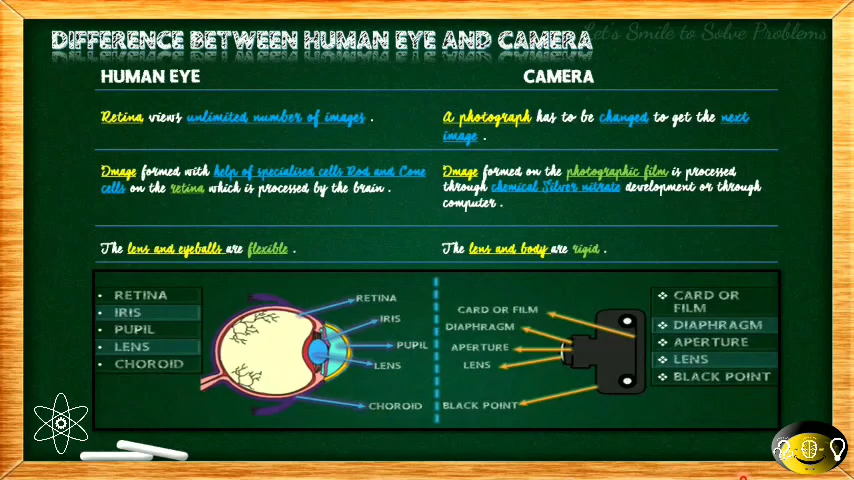 Let's Smile to Solve Problems
DIFFERENCE BETWEEN HUMAN EYE AND CAMERA
HUMAN EYE
CAMERA
Retina views unlimited number of images .
A photograph has to be changed to get the next
image .
Image formed with help of specialised cells Rod and Cone
cells on the retina which is processed by the brain .
Image formed on the photographic film is processed
through chemical Silver nitrate development or through
computer .
The lens and eyeballs are flexible .
The lens and body are rigid .
• RETINA
• IRIS
• PUPIL
• LENS
• CHOROID
RETINA
IRIS
PUPIL
LENS
CHOROID
CARD OR FILM
DIAPHRAGM
APERTURE
LENS
BLACK POINT
❖ CARD OR
FILM
❖ DIAPHRAGM
❖ APERTURE
❖ LENS
❖ BLACK POINT